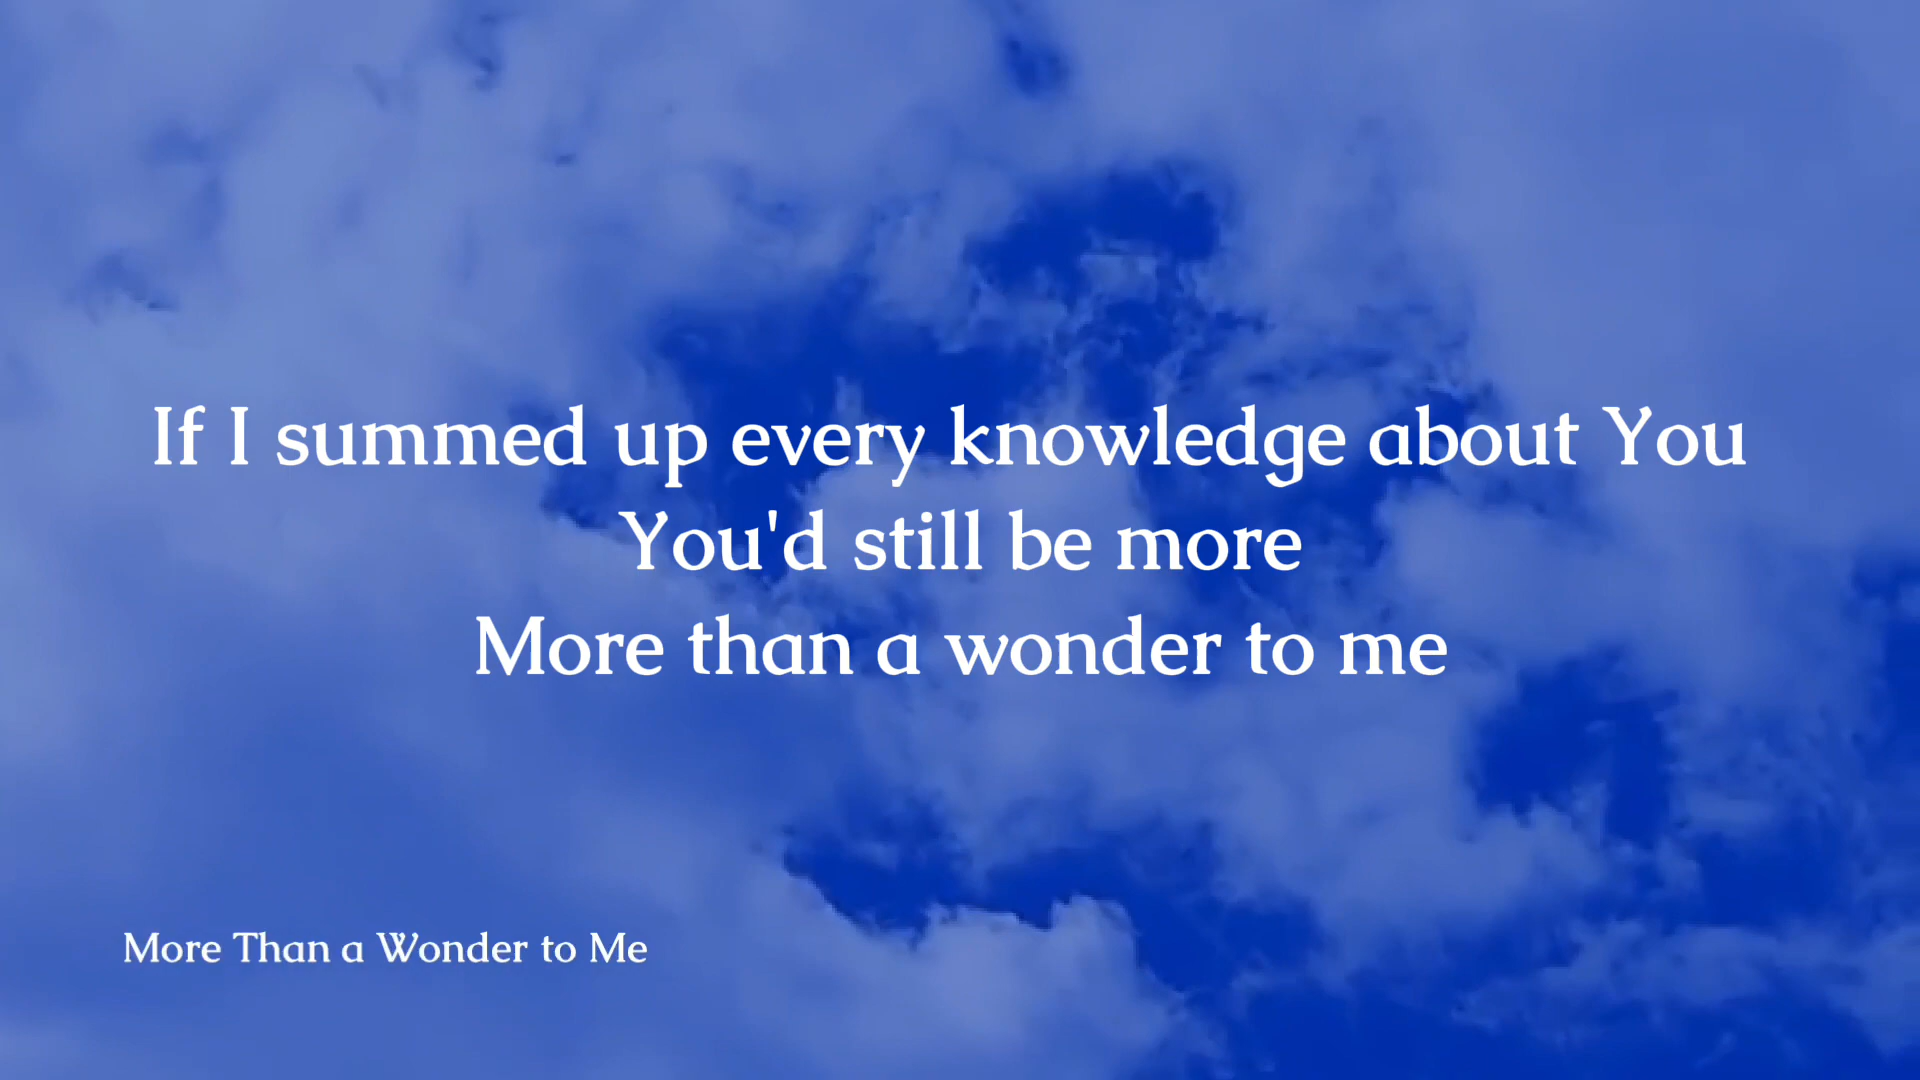 If I summed up every knowledge about You
You'd still be more
More than a wonder to me
More Than a Wonder to Me